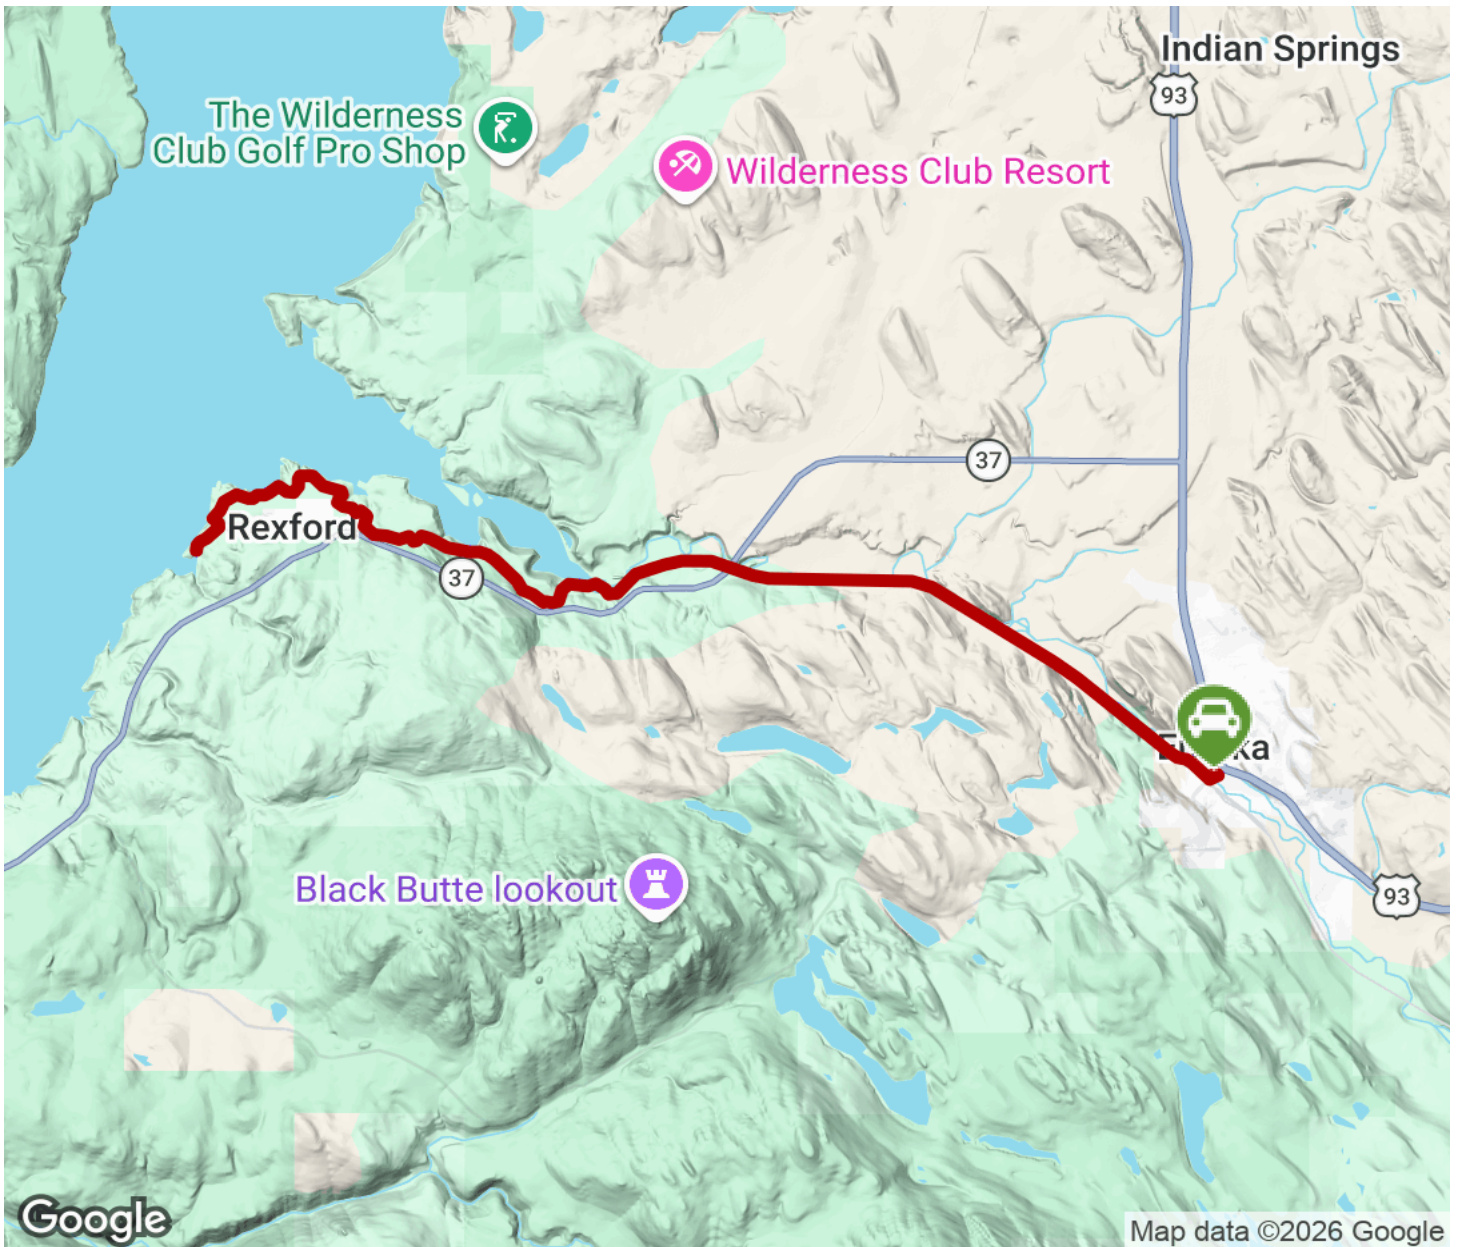 Indian Springs
93
The Wilderness
Club Golf Pro Shop
Wilderness Club Resort
37
Rexford
37
Black Butte lookout
93
Google
Map data ©2026 Google